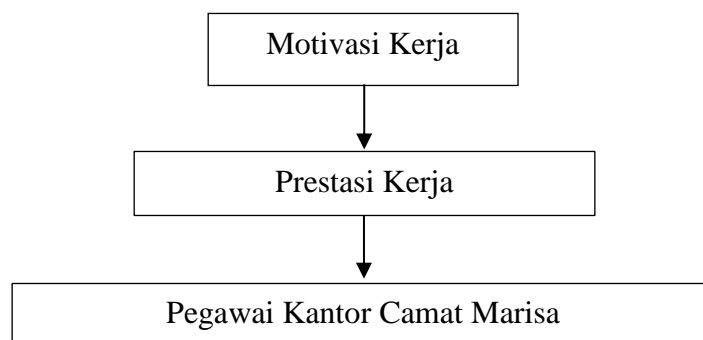 Motivasi Kerja
Prestasi Kerja
Pegawai Kantor Camat Marisa